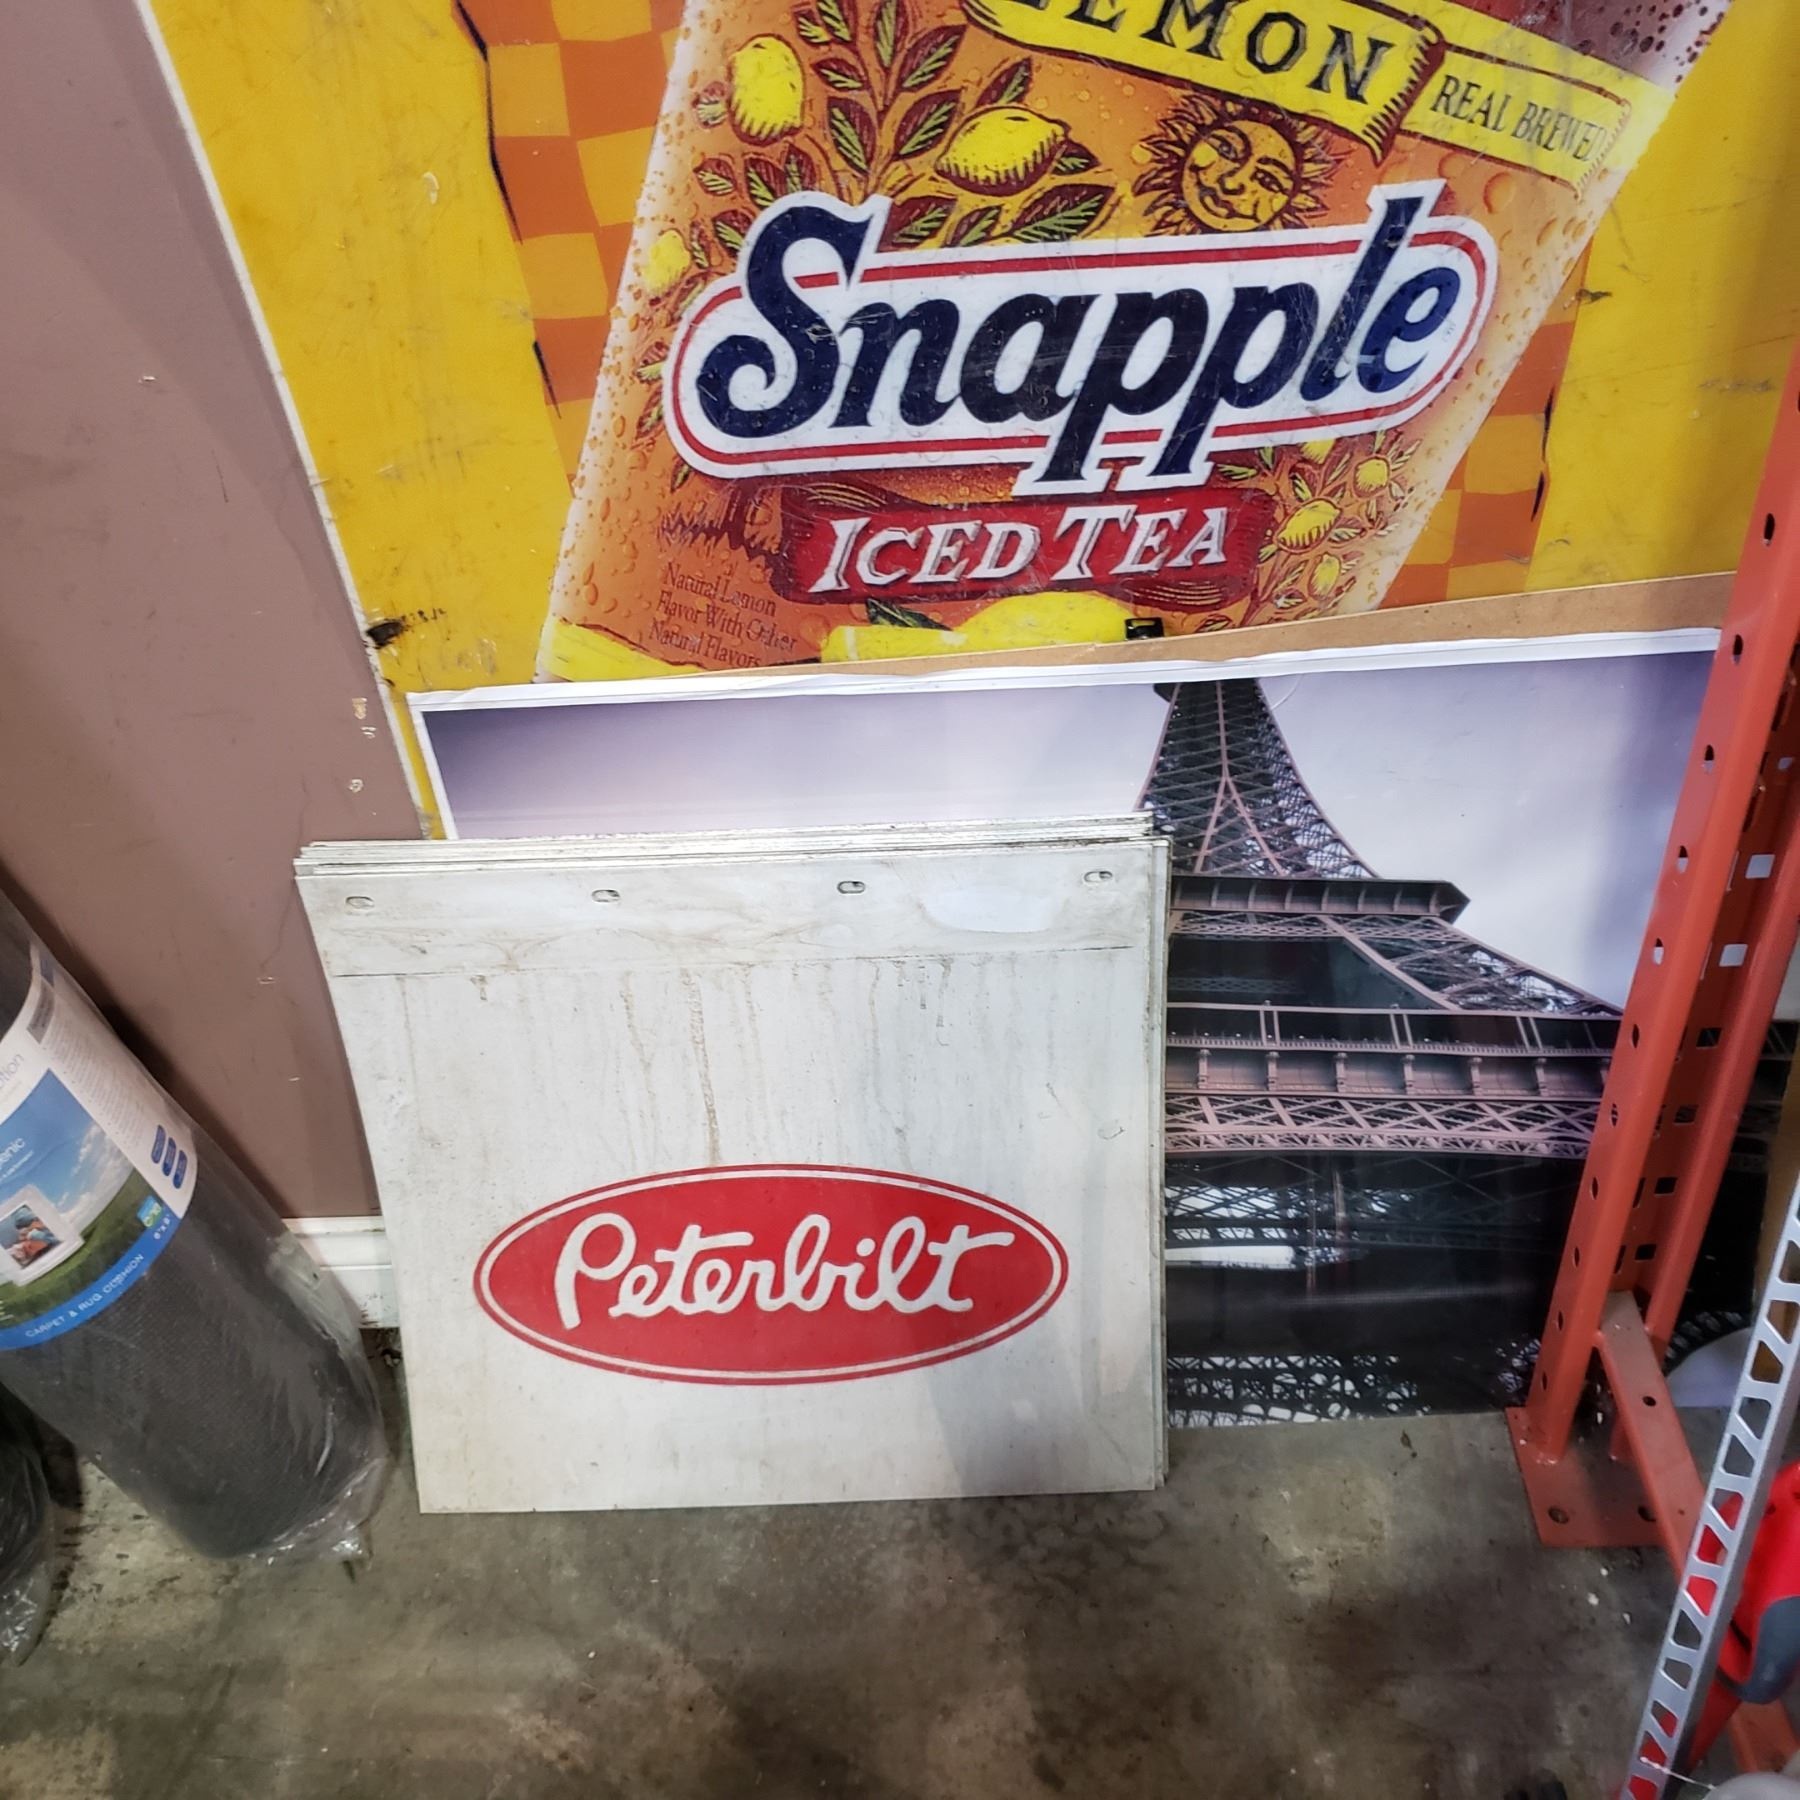 LEMON
REAL BREWED
Snapple
ICED TEA
Natural Lemon
Flavor With Other
Natural Flavors
Peterbilt
CARPET & RUG CUSHION